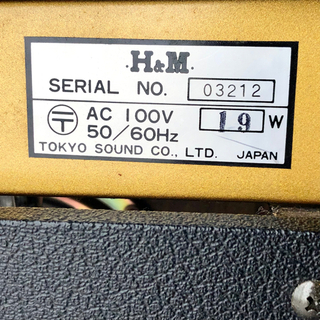 ·H&M·
SERIAL NO. 03212
〒 AC 100V 19 W
50/60Hz
TOKYO SOUND CO., LTD. JAPAN